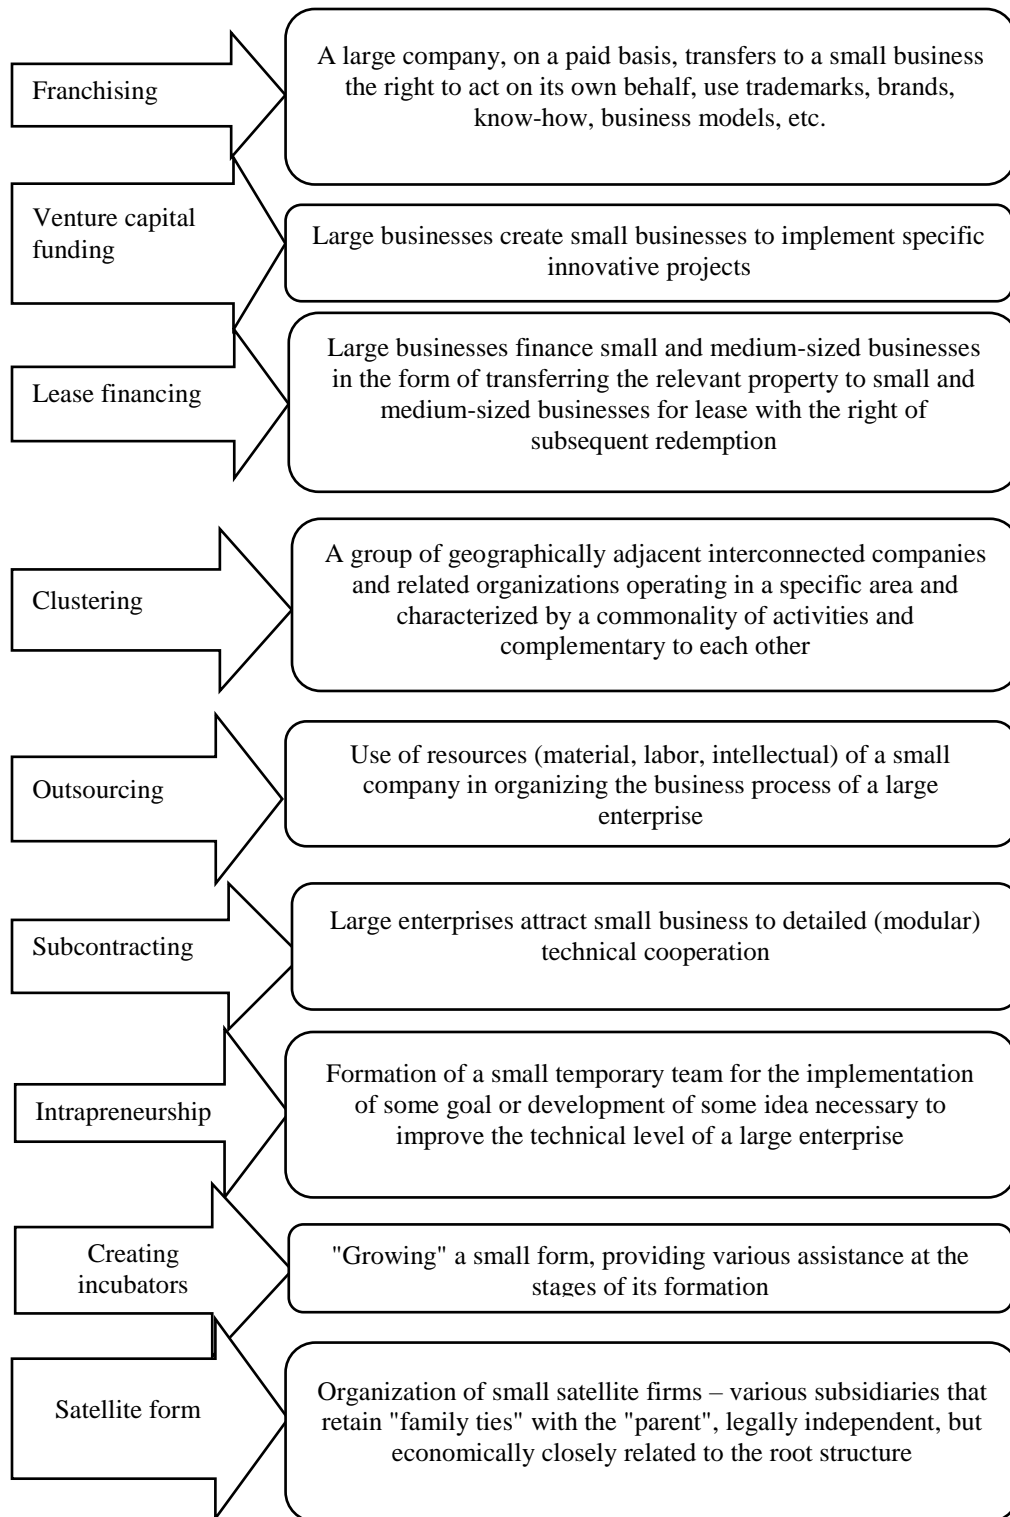 Franchising
A large company, on a paid basis, transfers to a small business
the right to act on its own behalf, use trademarks, brands,
know-how, business models, etc.
Venture capital
funding
Large businesses create small businesses to implement specific
innovative projects
Lease financing
Large businesses finance small and medium-sized businesses
in the form of transferring the relevant property to small and
medium-sized businesses for lease with the right of
subsequent redemption
Clustering
A group of geographically adjacent interconnected companies
and related organizations operating in a specific area and
characterized by a commonality of activities and
complementary to each other
Outsourcing
Use of resources (material, labor, intellectual) of a small
company in organizing the business process of a large
enterprise
Subcontracting
Large enterprises attract small business to detailed (modular)
technical cooperation
Intrapreneurship
Formation of a small temporary team for the implementation
of some goal or development of some idea necessary to
improve the technical level of a large enterprise
Creating
incubators
"Growing" a small form, providing various assistance at the
stages of its formation
Satellite form
Organization of small satellite firms – various subsidiaries that
retain "family ties" with the "parent", legally independent, but
economically closely related to the root structure